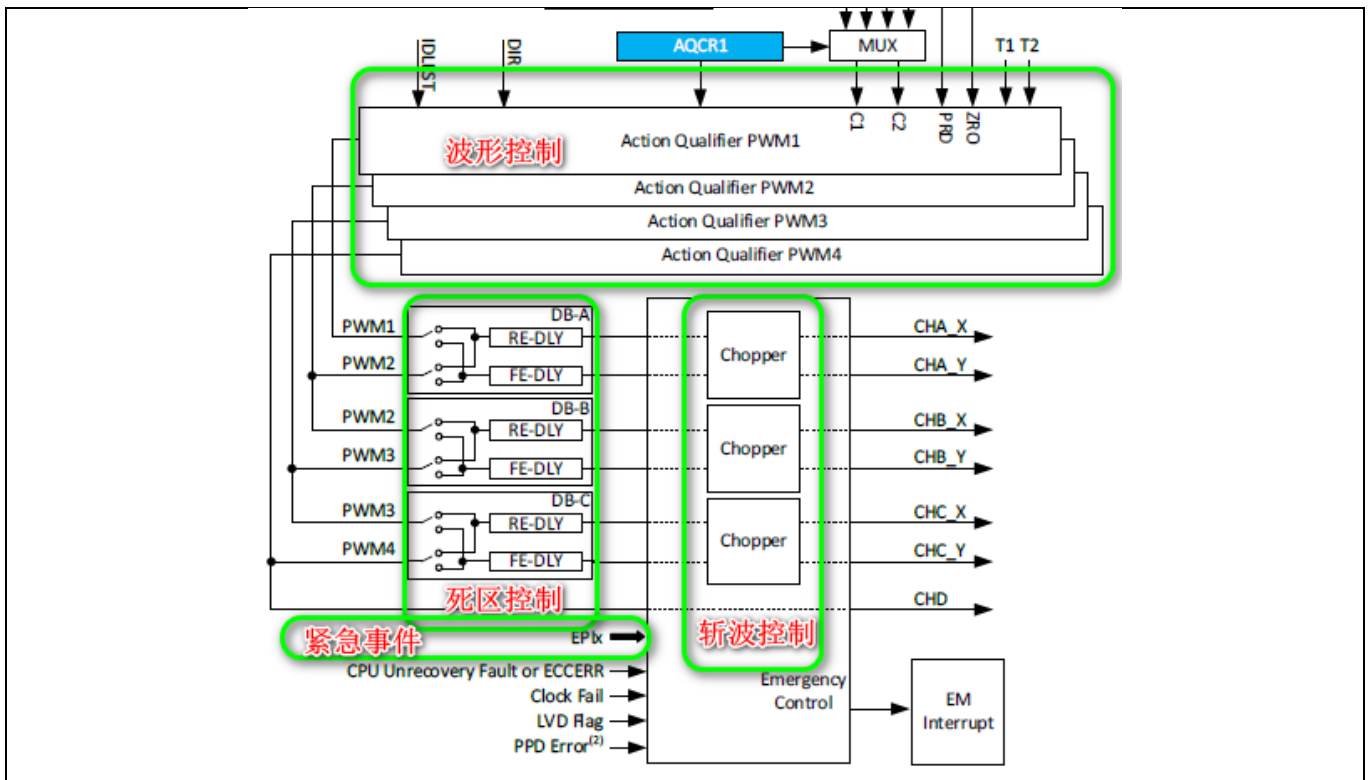 AQCR1
MUX
T1 T2
IDLI_ST
DIR
C1
C2
PRD
ZRO
Action Qualifier PWM1
波形控制
Action Qualifier PWM2
Action Qualifier PWM3
Action Qualifier PWM4
DB-A
PWM1
RE-DLY
Chopper
CHA_X
PWM2
FE-DLY
CHA_Y
DB-B
PWM2
RE-DLY
Chopper
CHB_X
PWM3
FE-DLY
CHB_Y
DB-C
PWM3
RE-DLY
Chopper
CHC_X
PWM4
FE-DLY
CHC_Y
死区控制
CHD
紧急事件
EPIx
斩波控制
CPU Unrecovery Fault or ECCERR
Clock Fail
LVD Flag
PPD Error(2)
Emergency
Control
EM
Interrupt